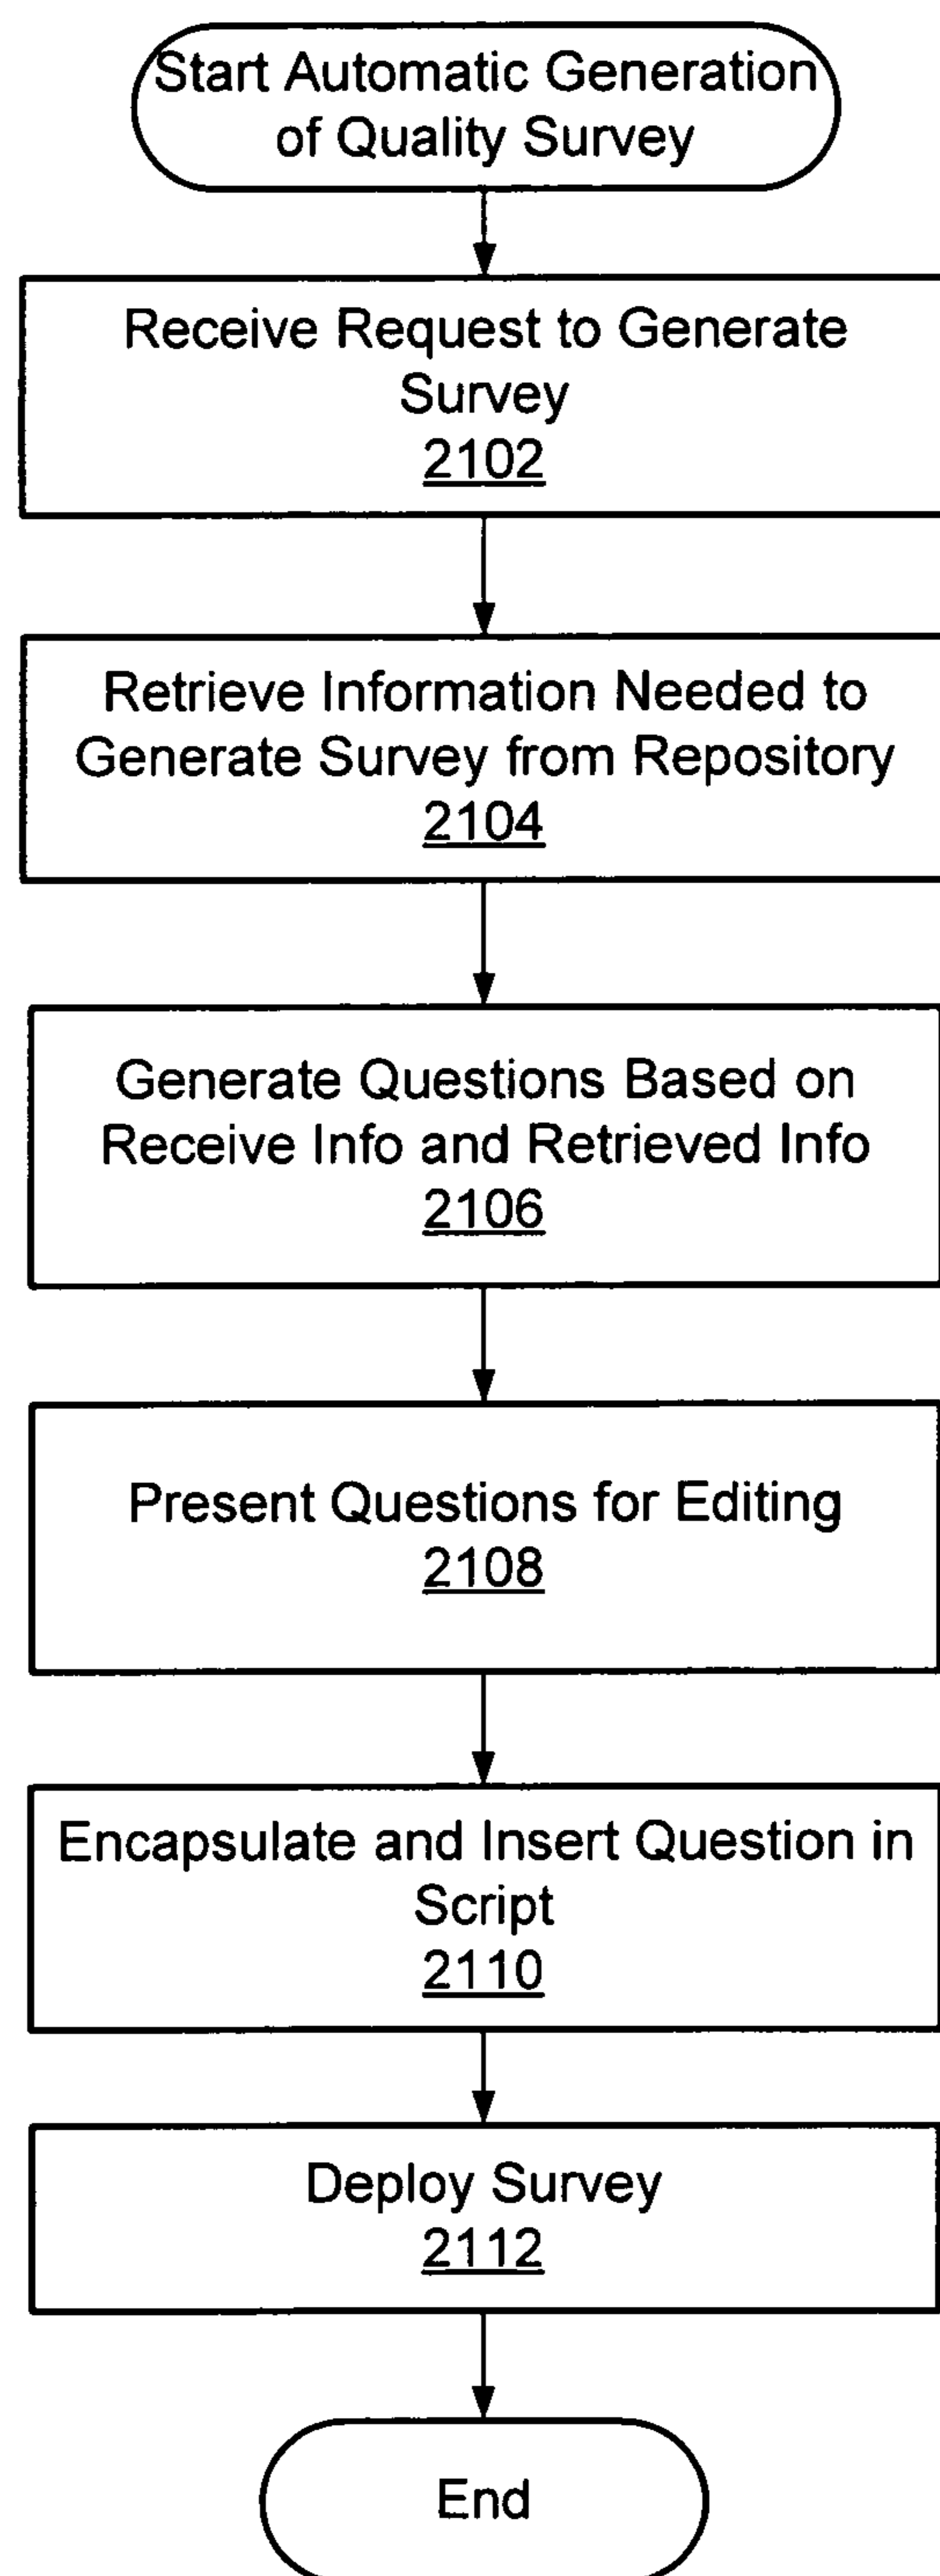 Start Automatic Generation
of Quality Survey
Receive Request to Generate
Survey
2102
Retrieve Information Needed to
Generate Survey from Repository
2104
Generate Questions Based on
Receive Info and Retrieved Info
2106
Present Questions for Editing
2108
Encapsulate and Insert Question in
Script
2110
Deploy Survey
2112
End